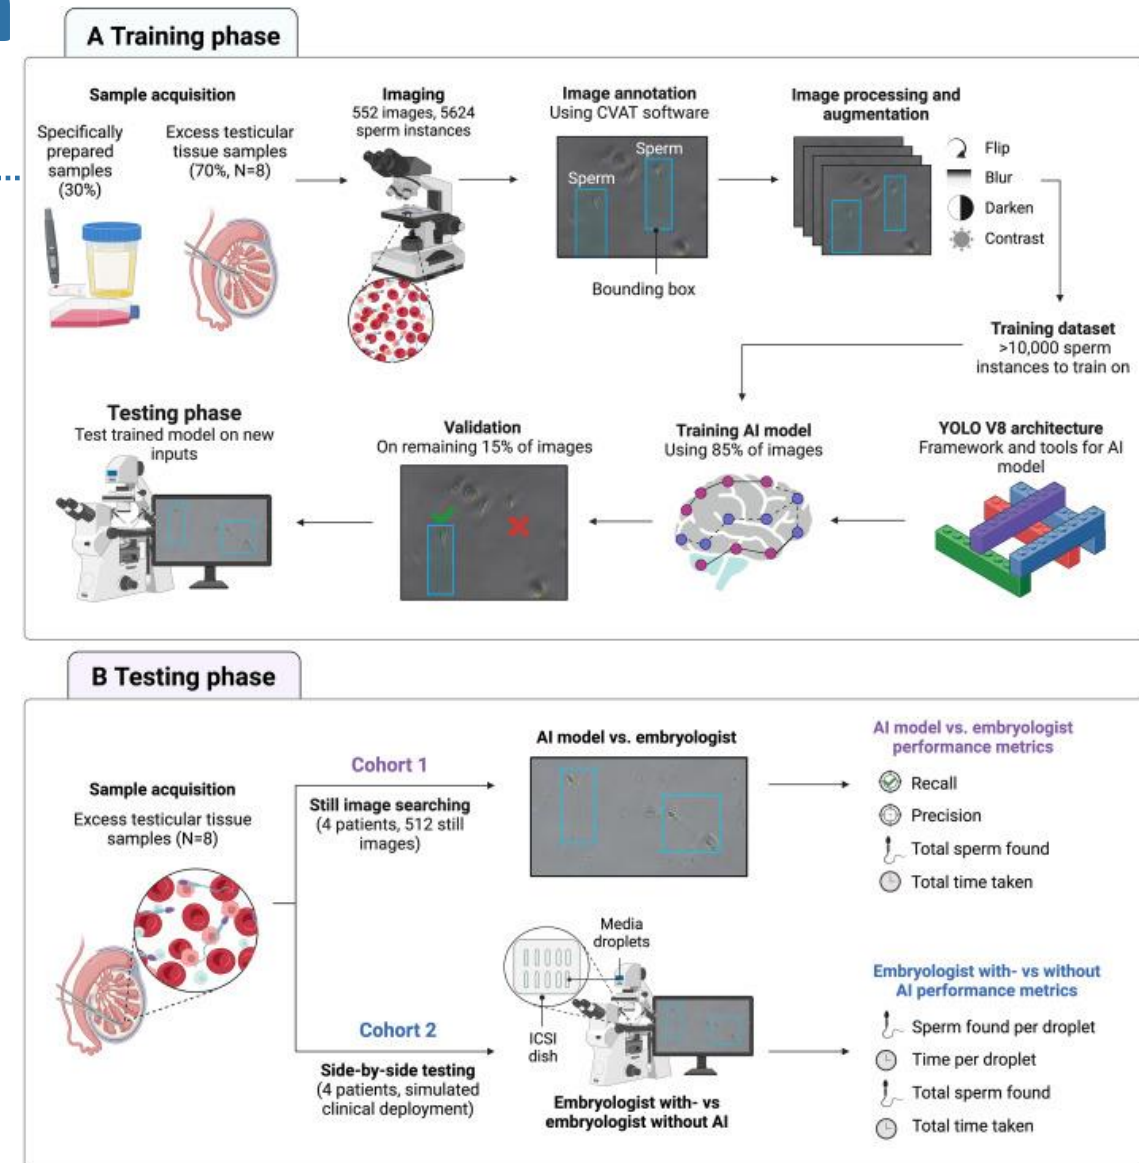 A Training phase
Sample acquisition
Specifically
prepared
samples
(30%)
Excess testicular
tissue samples
(70%, N=8)
Imaging
552 images, 5624
sperm instances
Image annotation
Using CVAT software
Sperm
Sperm
Bounding box
Image processing and
augmentation
Flip
Blur
Darken
Contrast
Training dataset
>10,000 sperm
instances to train on
Testing phase
Test trained model on new
inputs
Validation
On remaining 15% of images
Training AI model
Using 85% of images
YOLO V8 architecture
Framework and tools for AI
model
B Testing phase
Sample acquisition
Excess testicular tissue
samples (N=8)
Cohort 1
Still image searching
(4 patients, 512 still
images)
AI model vs. embryologist
AI model vs. embryologist
performance metrics
Recall
Precision
Total sperm found
Total time taken
Cohort 2
Side-by-side testing
(4 patients, simulated
clinical deployment)
Media
droplets
ICSI
dish
Embryologist with- vs
embryologist without AI
Embryologist with- vs without
AI performance metrics
Sperm found per droplet
Time per droplet
Total sperm found
Total time taken